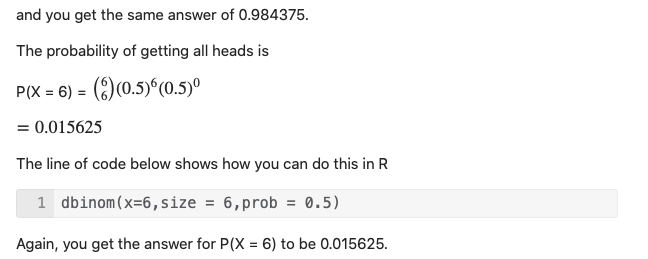 and you get the same answer of 0.984375.
The probability of getting all heads is
P(X = 6) = (6 6)(0.5)⁶(0.5)⁰
= 0.015625
The line of code below shows how you can do this in R
1 dbinom(x=6,size = 6,prob = 0.5)
Again, you get the answer for P(X = 6) to be 0.015625.